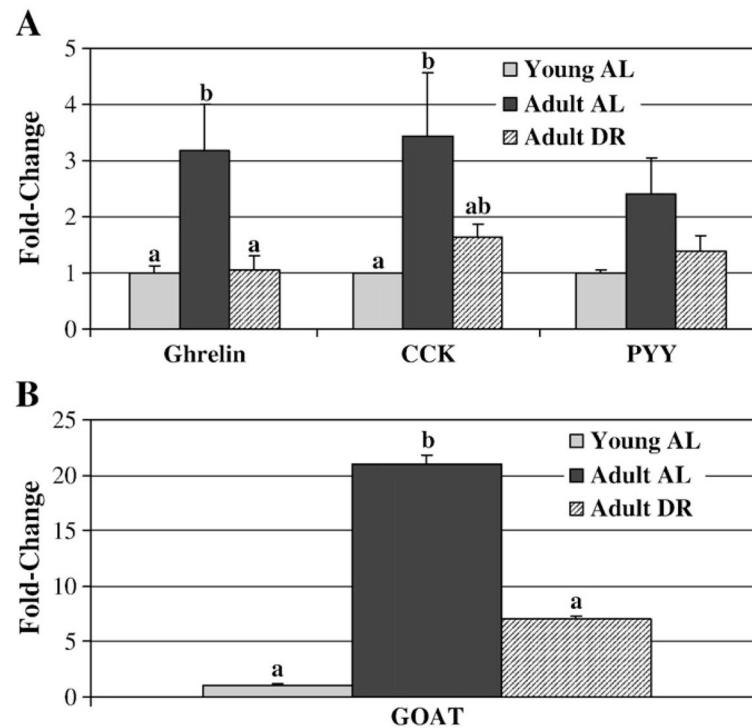 A
5
4
3
2
1
0
Fold-Change
Young AL
Adult AL
Adult DR
a
b
a
a
b
ab
Ghrelin
CCK
PYY
B
25
20
15
10
5
0
Fold-Change
Young AL
Adult AL
Adult DR
a
b
a
GOAT